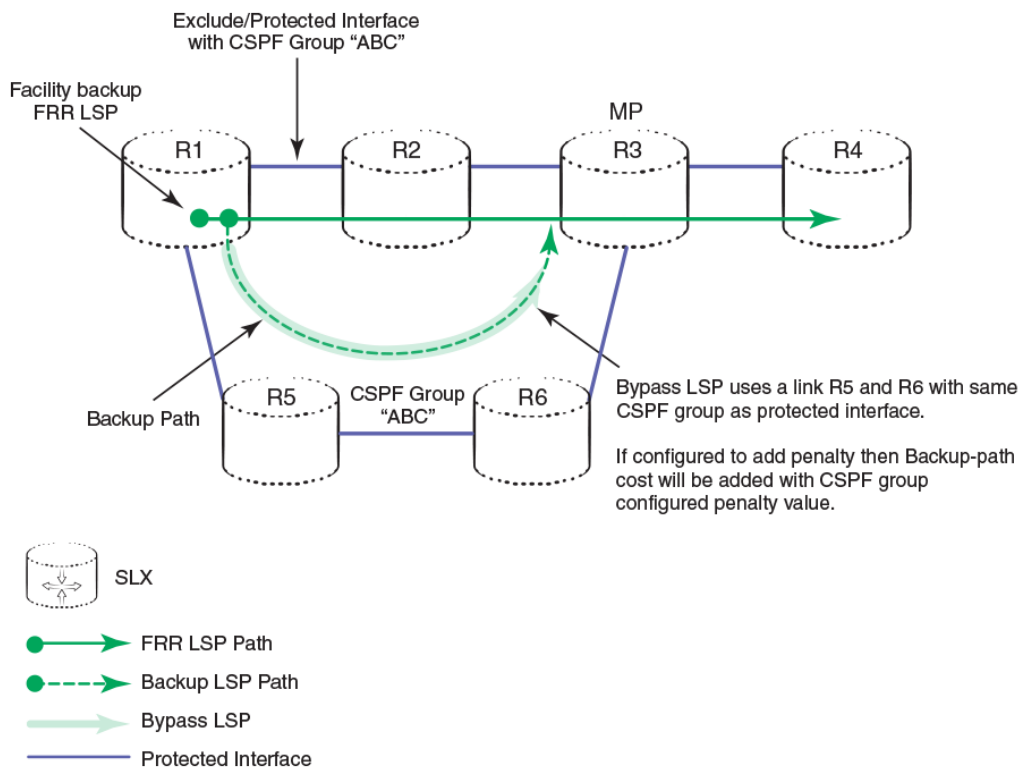 Exclude/Protected Interface
with CSPF Group “ABC”
Facility backup
FRR LSP
MP
R1
R2
R3
R4
Backup Path
R5
CSPF Group
“ABC”
R6
Bypass LSP uses a link R5 and R6 with same
CSPF group as protected interface.
If configured to add penalty then Backup-path
cost will be added with CSPF group
configured penalty value.
SLX
FRR LSP Path
Backup LSP Path
Bypass LSP
Protected Interface